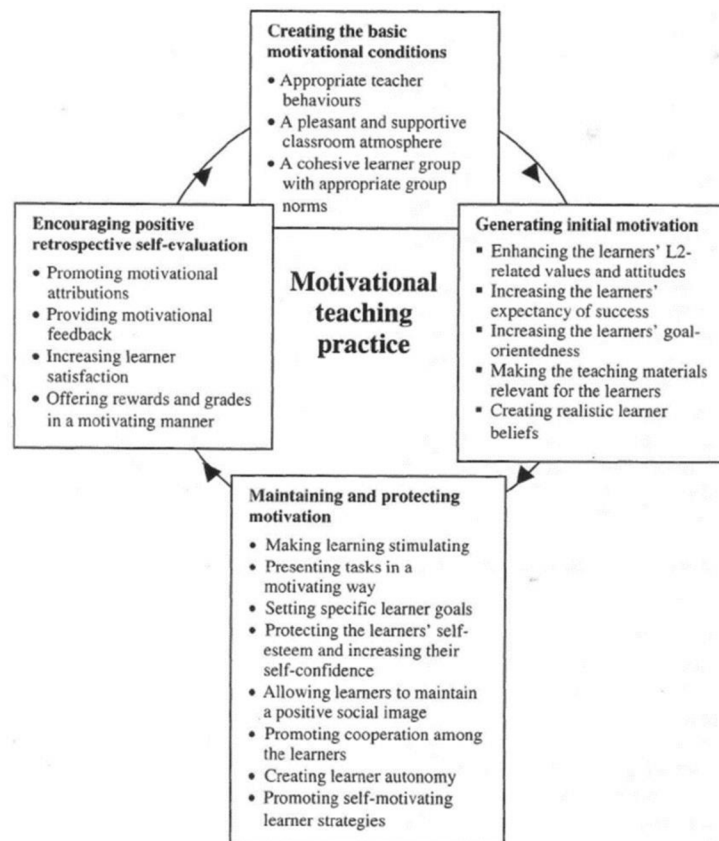 Creating the basic
motivational conditions
• Appropriate teacher
behaviours
• A pleasant and supportive
classroom atmosphere
• A cohesive learner group
with appropriate group
norms
Encouraging positive
retrospective self-evaluation
• Promoting motivational
attributions
• Providing motivational
feedback
• Increasing learner
satisfaction
• Offering rewards and grades
in a motivating manner
Motivational
teaching
practice
Generating initial motivation
▪ Enhancing the learners' L2-
related values and attitudes
▪ Increasing the learners'
expectancy of success
▪ Increasing the learners' goal-
orientedness
▪ Making the teaching materials
relevant for the learners
▪ Creating realistic learner
beliefs
Maintaining and protecting
motivation
• Making learning stimulating
• Presenting tasks in a
motivating way
• Setting specific learner goals
• Protecting the learners' self-
esteem and increasing their
self-confidence
• Allowing learners to maintain
a positive social image
• Promoting cooperation among
the learners
• Creating learner autonomy
• Promoting self-motivating
learner strategies